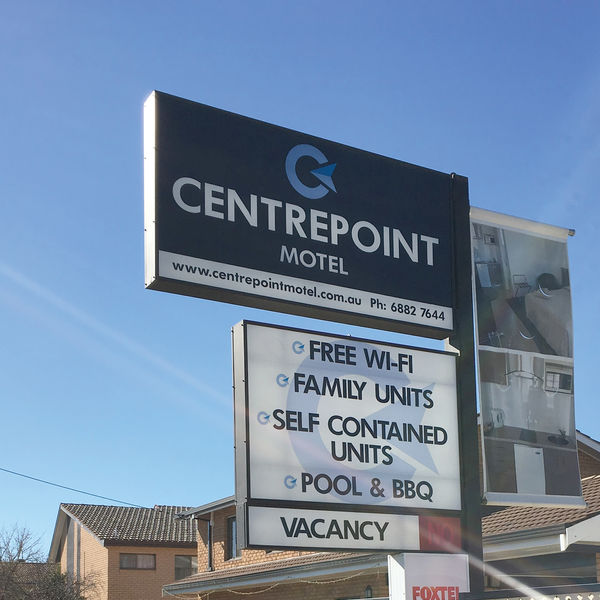 CENTREPOINT
MOTEL
www.centrepointmotel.com.au Ph: 6882 7644
FREE WI-FI
FAMILY UNITS
SELF CONTAINED
UNITS
POOL & BBQ
VACANCY NO
FOXTEL